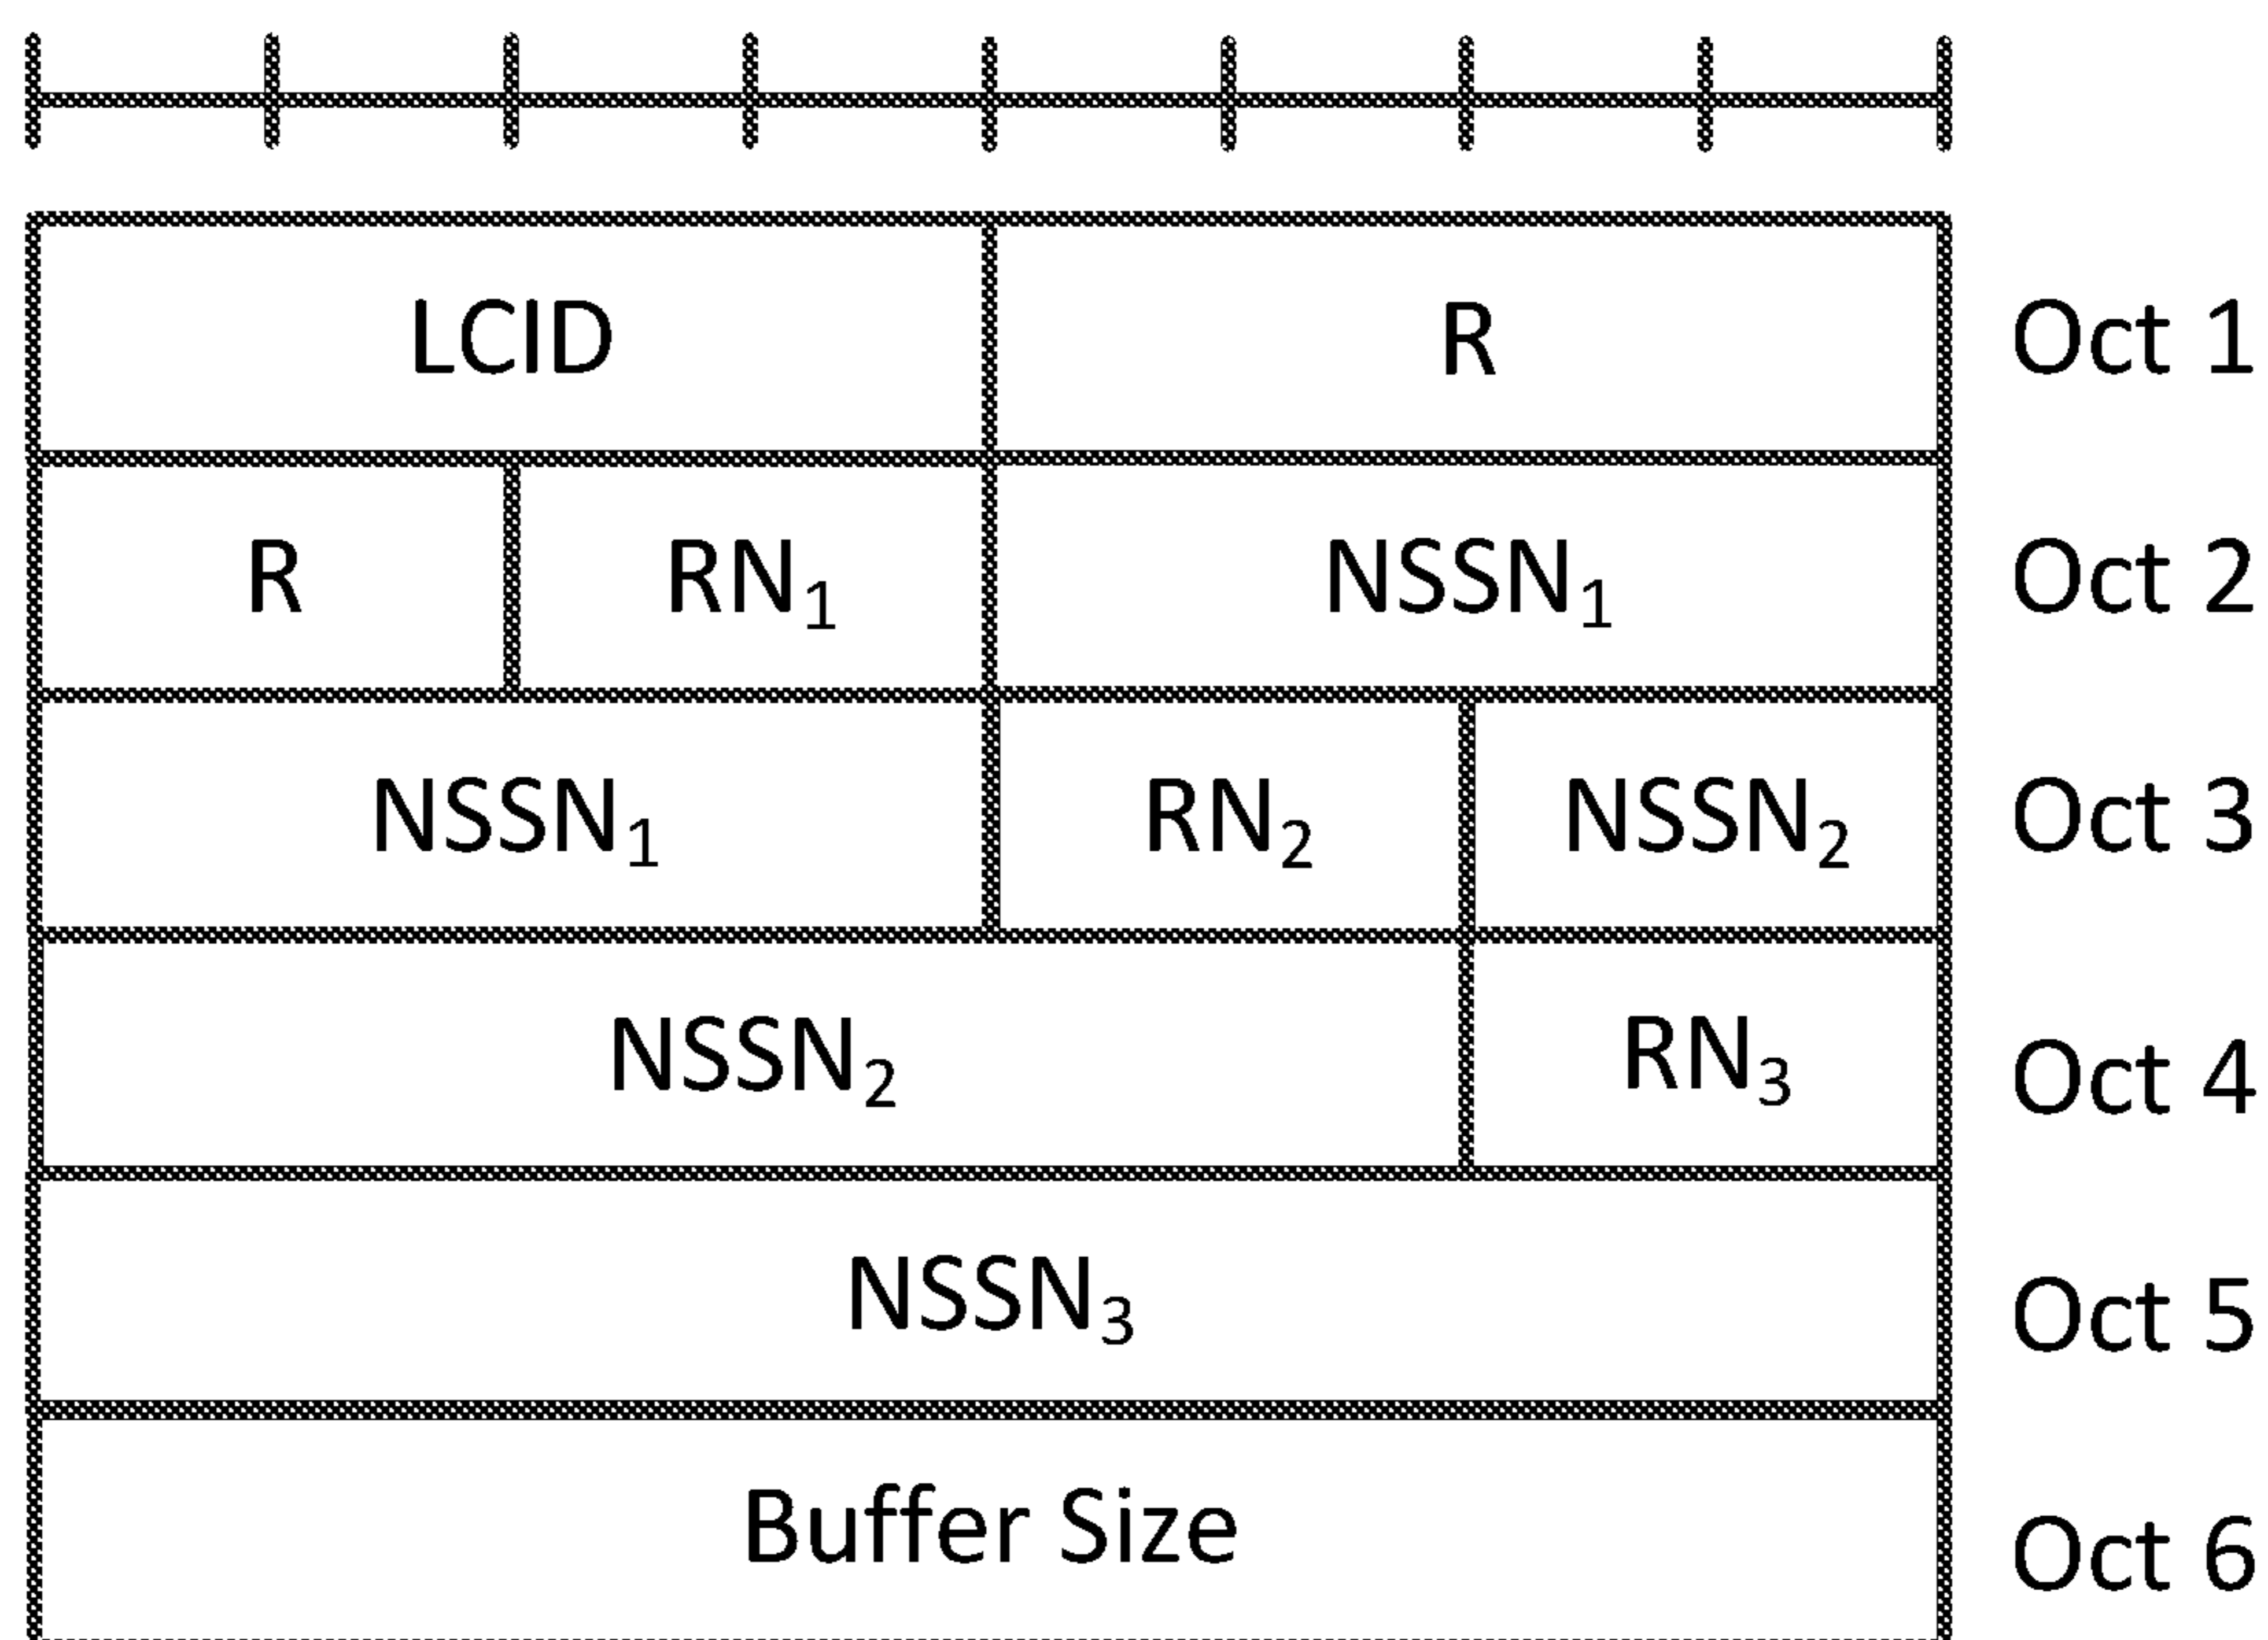 LCID R Oct 1
R RN₁ NSSN₁ Oct 2
NSSN₁ RN₂ NSSN₂ Oct 3
NSSN₂ RN₃ Oct 4
NSSN₃ Oct 5
Buffer Size Oct 6